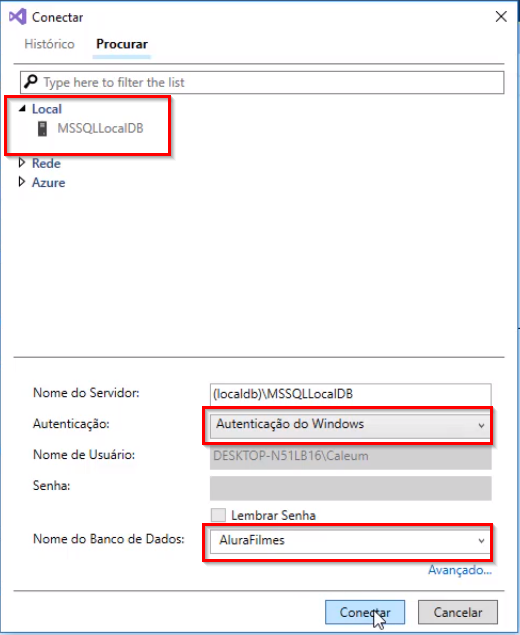 Conectar
Histórico Procurar
Type here to filter the list
Local
MSSQLLocalDB
Rede
Azure
Nome do Servidor: (localdb)\MSSQLLocalDB
Autenticação: Autenticação do Windows
Nome de Usuário: DESKTOP-N51LB16\Caleum
Senha:
Lembrar Senha
Nome do Banco de Dados: AluraFilmes
Avançado...
Conectar Cancelar